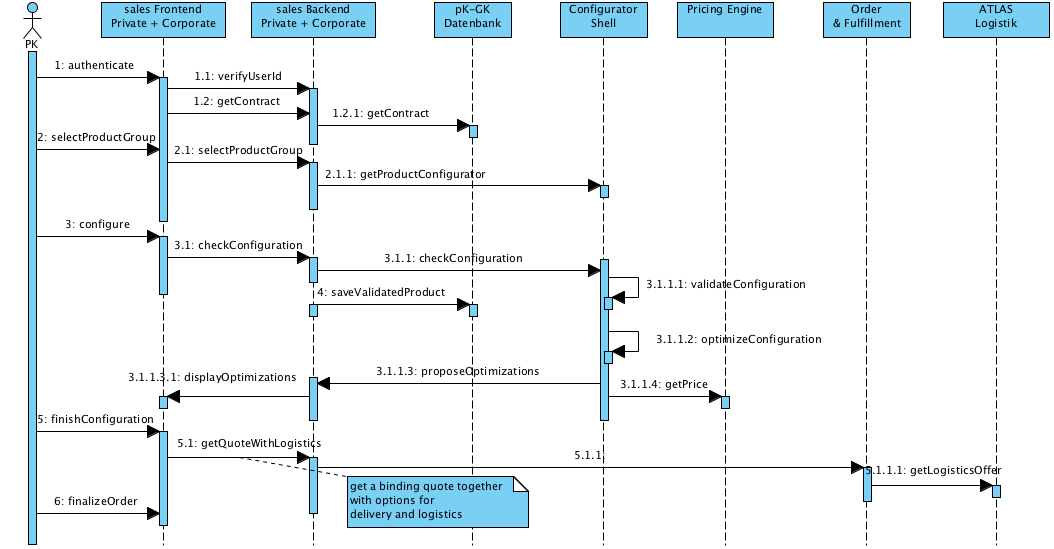 sales Frontend
Private + Corporate
sales Backend
Private + Corporate
pK-GK
Datenbank
Configurator
Shell
Pricing Engine
Order
& Fulfillment
ATLAS
Logistik
PK
1: authenticate
1.1: verifyUserId
1.2: getContract
1.2.1: getContract
2: selectProductGroup
2.1: selectProductGroup
2.1.1: getProductConfigurator
3: configure
3.1: checkConfiguration
3.1.1: checkConfiguration
3.1.1.1: validateConfiguration
4: saveValidatedProduct
3.1.1.2: optimizeConfiguration
3.1.1.3: proposeOptimizations
3.1.1.3.1: displayOptimizations
3.1.1.4: getPrice
5: finishConfiguration
5.1: getQuoteWithLogistics
5.1.1:
5.1.1.1: getLogisticsOffer
get a binding quote together
with options for
delivery and logistics
6: finalizeOrder